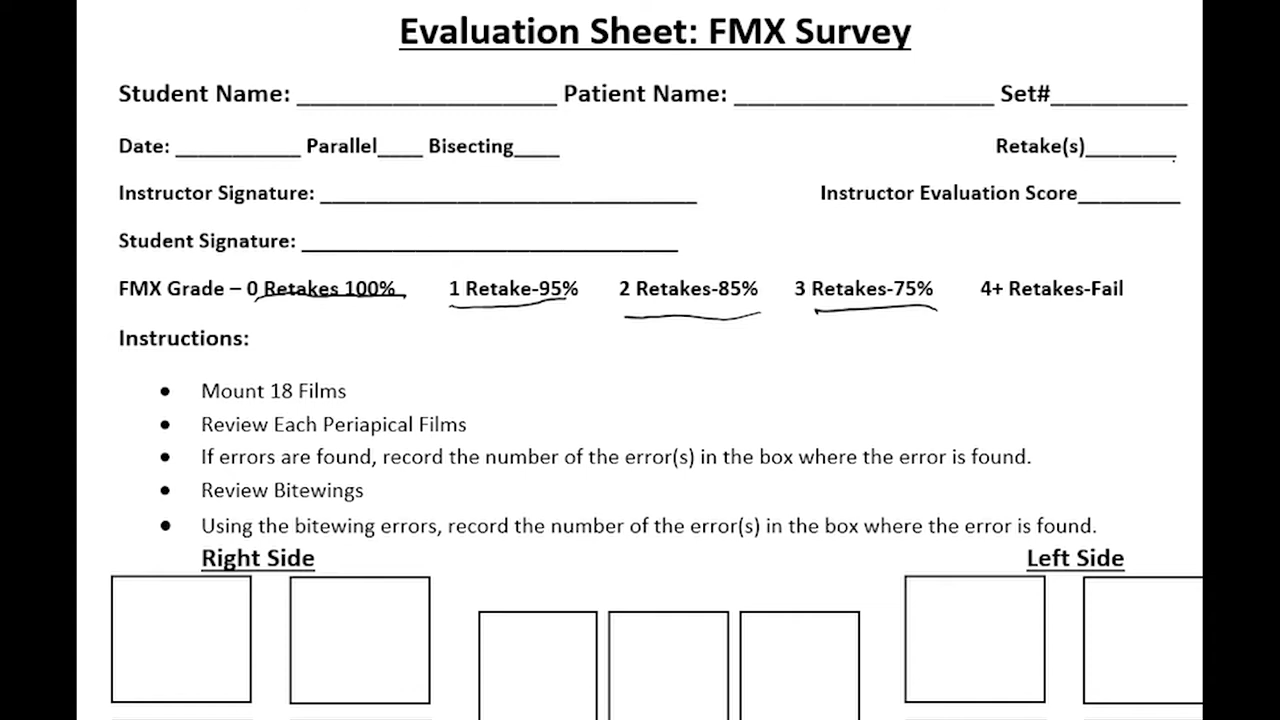 Evaluation Sheet: FMX Survey
Student Name: ____________________ Patient Name: ____________________ Set#___________
Date: ___________ Parallel____ Bisecting____ Retake(s)________
Instructor Signature: _________________________________ Instructor Evaluation Score_________
Student Signature: _________________________________
FMX Grade – 0 Retakes 100% 1 Retake-95% 2 Retakes-85% 3 Retakes-75% 4+ Retakes-Fail
Instructions:
• Mount 18 Films
• Review Each Periapical Films
• If errors are found, record the number of the error(s) in the box where the error is found.
• Review Bitewings
• Using the bitewing errors, record the number of the error(s) in the box where the error is found.
Right Side Left Side